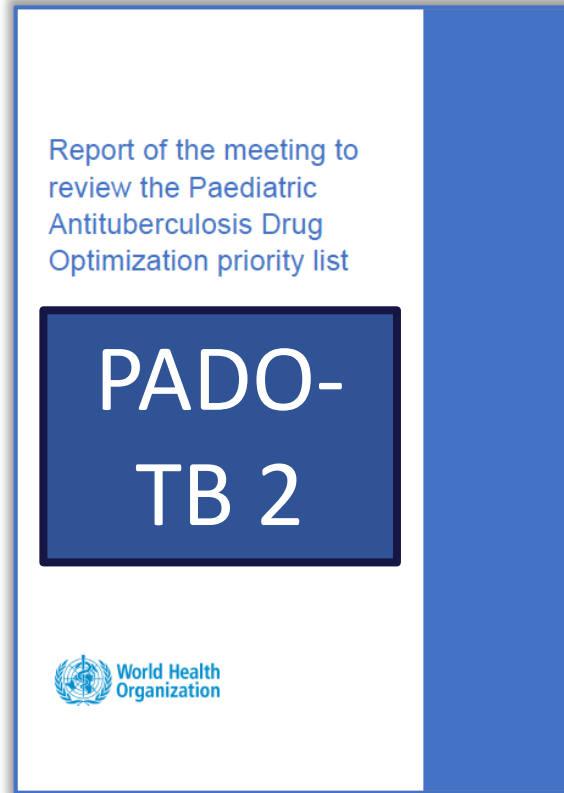 Report of the meeting to
review the Paediatric
Antituberculosis Drug
Optimization priority list
PADO-
TB 2
World Health
Organization